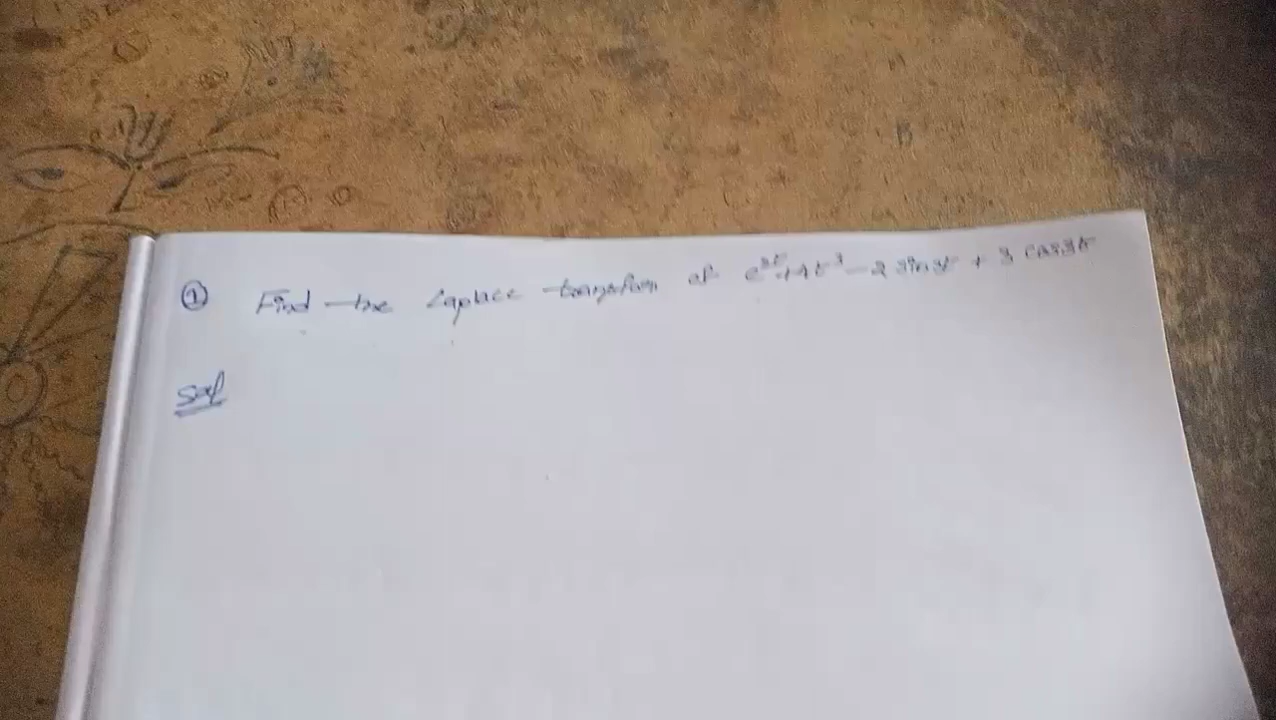 ① Find the Laplace transform of e^3t + 4t^3 - 2 sin3t + 3 cos3t
Sol